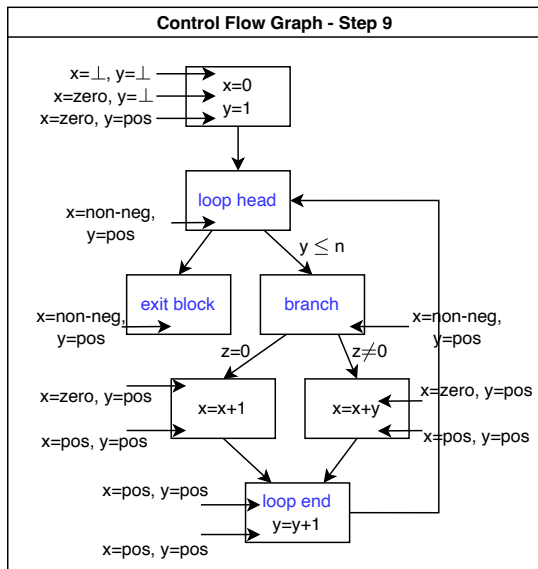 Control Flow Graph - Step 9
x=⊥, y=⊥
x=zero, y=⊥
x=zero, y=pos
x=0
y=1
loop head
x=non-neg,
y=pos
y ≤ n
exit block
branch
x=non-neg,
y=pos
x=non-neg,
y=pos
z=0
z≠0
x=zero, y=pos
x=x+1
x=pos, y=pos
x=x+y
x=zero, y=pos
x=pos, y=pos
x=pos, y=pos
loop end
y=y+1
x=pos, y=pos